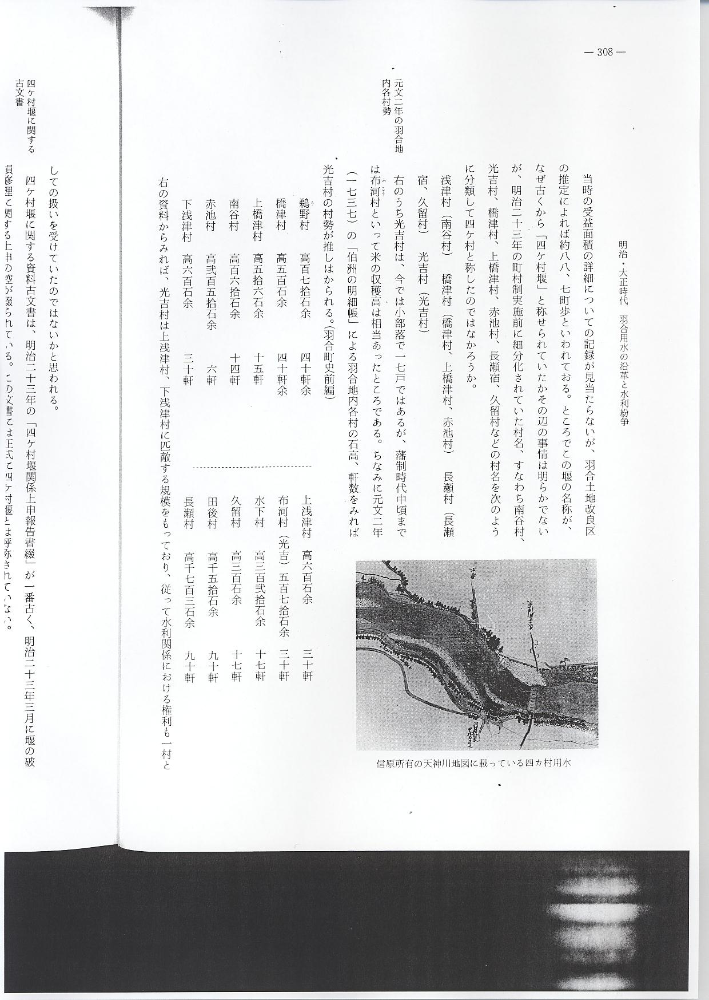 — 308 —
明治・大正時代　羽合用水の沿革と水利紛争
当時の受益面積の詳細についての記録が見当たらないが、羽合土地改良区
の推定によれば約八八、七町歩といわれておる。ところでこの堰の名称が、
なぜ古くから「四ケ村堰」と称せられていたかその辺の事情は明らかでない
が、明治二十三年の町村制実施前に細分化されていた村名、すなわち南谷村、
光吉村、橋津村、上橋津村、赤池村、長瀬宿、久留村などの村名を次のよう
に分類して四ケ村と称したのではなかろうか。
浅津村（南谷村）　橋津村（橋津村、上橋津村、赤池村）　長瀬村（長瀬
宿、久留村）　光吉村（光吉村）
元文二年の羽合地
内各村勢
右のうち光吉村は、今では小部落で一七戸ではあるが、藩制時代中頃まで
は布河村といって米の収穫高は相当あったところである。ちなみに元文二年
（一七三七）の「伯洲の明細帳」による羽合地内各村の石高、軒数をみれば
光吉村の村勢が推しはかられる。（羽合町史前編）
信原所有の天神川地図に載っている四カ村用水
鵜野村　高百七拾石余　四十軒余
橋津村　高五百石余　四十軒余
上橋津村　高五拾六石余　十五軒
南谷村　高百六拾石余　十四軒
赤池村　高弐百五拾石余　六軒
下浅津村　高六百石余　三十軒
上浅津村　高六百石余　三十軒
布河村（光吉）五百七拾石余　三十軒
水下村　高三百弐拾石余　十七軒
久留村　高三百石余　十七軒
田後村　高千五拾石余　九十軒
長瀬村　高千七百三石余　九十軒
右の資料からみれば、光吉村は上浅津村、下浅津村に匹敵する規模をもっており、従って水利関係における権利も一村と
しての扱いを受けていたのではないかと思われる。
四ケ村堰に関する
古文書
四ケ村堰に関する資料古文書は、明治二十三年の「四ケ村堰関係上申報告書綴」が一番古く、明治二十三年三月に堰の破
損修理に関する上申の空が綴られている。この文書には正式に四ケ村堰とは呼称されていない。